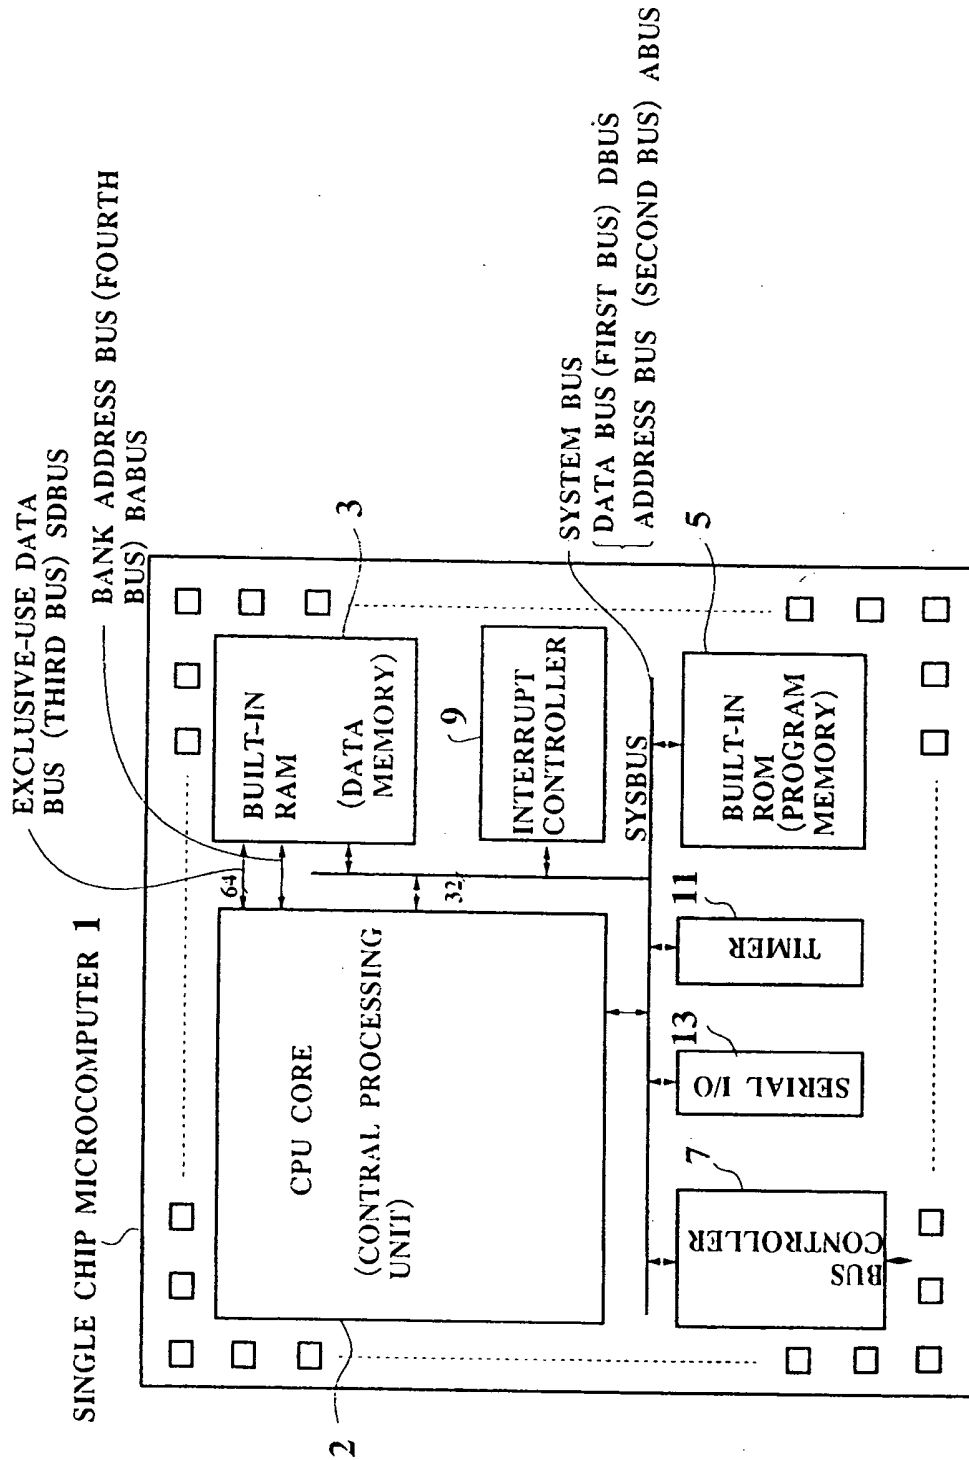 SINGLE CHIP MICROCOMPUTER 1
EXCLUSIVE-USE DATA
BUS (THIRD BUS) SDBUS
BANK ADDRESS BUS (FOURTH
BUS) BABUS
2
CPU CORE
(CONTRAL PROCESSING
UNIT)
64
32
BUILT-IN
RAM
(DATA
MEMORY)
3
9
INTERRUPT
CONTROLLER
SYSBUS
SYSTEM BUS
DATA BUS (FIRST BUS) DBUS
ADDRESS BUS (SECOND BUS) ABUS
7
BUS
CONTROLLER
13
SERIAL I/O
11
TIMER
5
BUILT-IN
ROM
(PROGRAM
MEMORY)